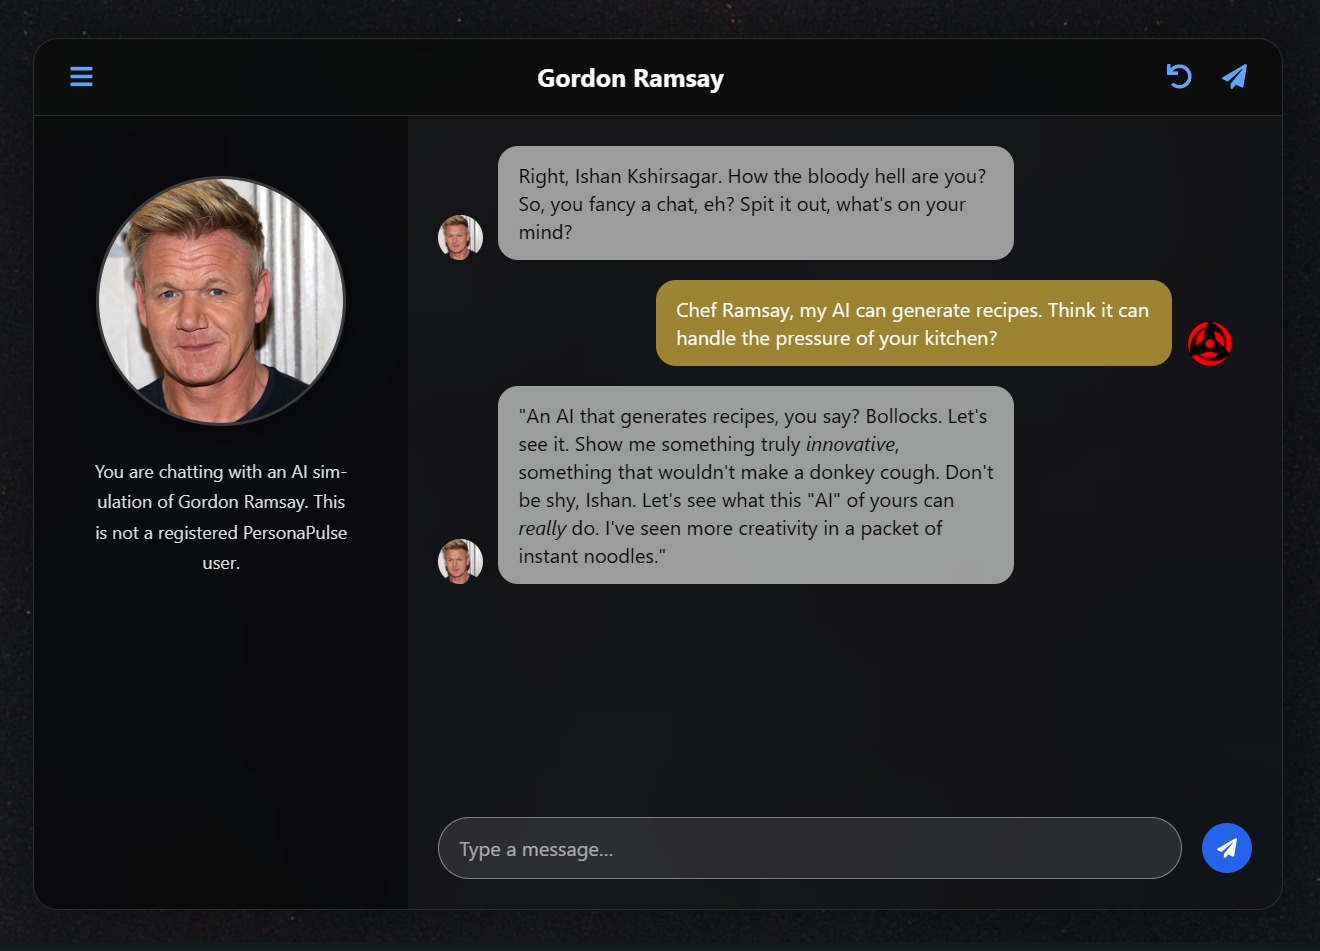 Gordon Ramsay
Right, Ishan Kshirsagar. How the bloody hell are you?
So, you fancy a chat, eh? Spit it out, what's on your
mind?
Chef Ramsay, my AI can generate recipes. Think it can
handle the pressure of your kitchen?
"An AI that generates recipes, you say? Bollocks. Let's
see it. Show me something truly innovative,
something that wouldn't make a donkey cough. Don't
be shy, Ishan. Let's see what this "AI" of yours can
really do. I've seen more creativity in a packet of
instant noodles."
You are chatting with an AI sim-
ulation of Gordon Ramsay. This
is not a registered PersonaPulse
user.
Type a message...